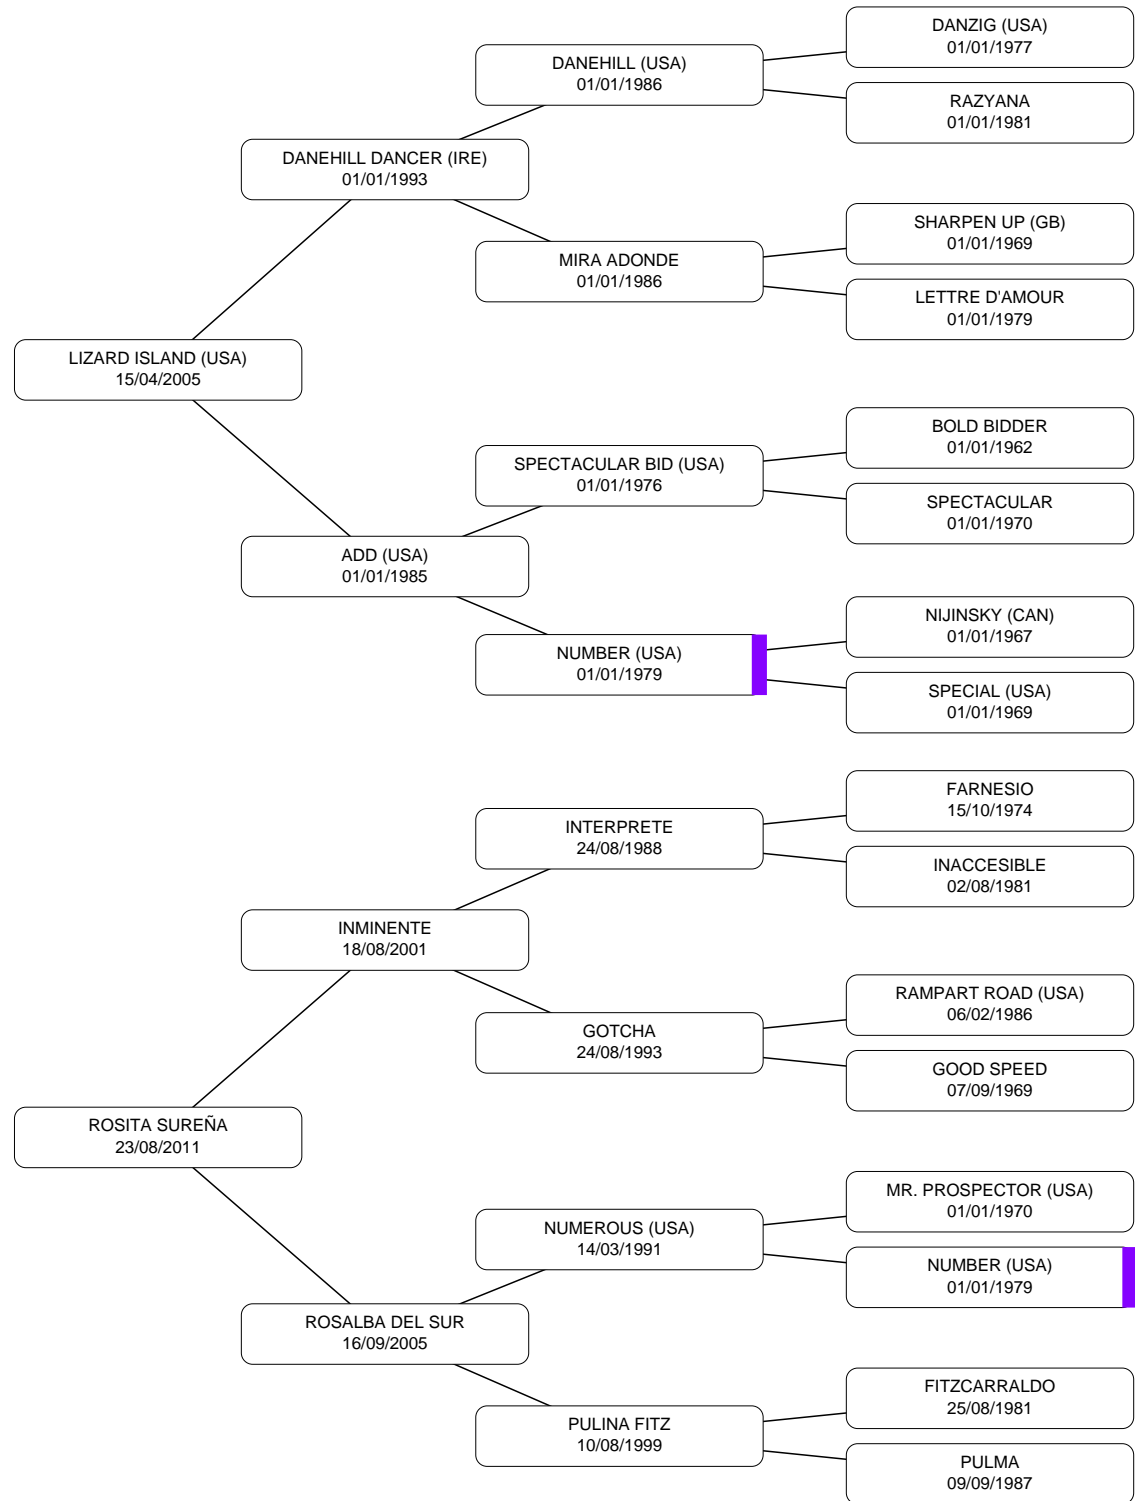 DANZIG (USA)
01/01/1977
DANEHILL (USA)
01/01/1986
RAZYANA
01/01/1981
DANEHILL DANCER (IRE)
01/01/1993
SHARPEN UP (GB)
01/01/1969
MIRA ADONDE
01/01/1986
LETTRE D'AMOUR
01/01/1979
LIZARD ISLAND (USA)
15/04/2005
BOLD BIDDER
01/01/1962
SPECTACULAR BID (USA)
01/01/1976
SPECTACULAR
01/01/1970
ADD (USA)
01/01/1985
NIJINSKY (CAN)
01/01/1967
NUMBER (USA)
01/01/1979
SPECIAL (USA)
01/01/1969
FARNESIO
15/10/1974
INTERPRETE
24/08/1988
INACCESIBLE
02/08/1981
INMINENTE
18/08/2001
RAMPART ROAD (USA)
06/02/1986
GOTCHA
24/08/1993
GOOD SPEED
07/09/1969
ROSITA SUREÑA
23/08/2011
MR. PROSPECTOR (USA)
01/01/1970
NUMEROUS (USA)
14/03/1991
NUMBER (USA)
01/01/1979
ROSALBA DEL SUR
16/09/2005
FITZCARRALDO
25/08/1981
PULINA FITZ
10/08/1999
PULMA
09/09/1987